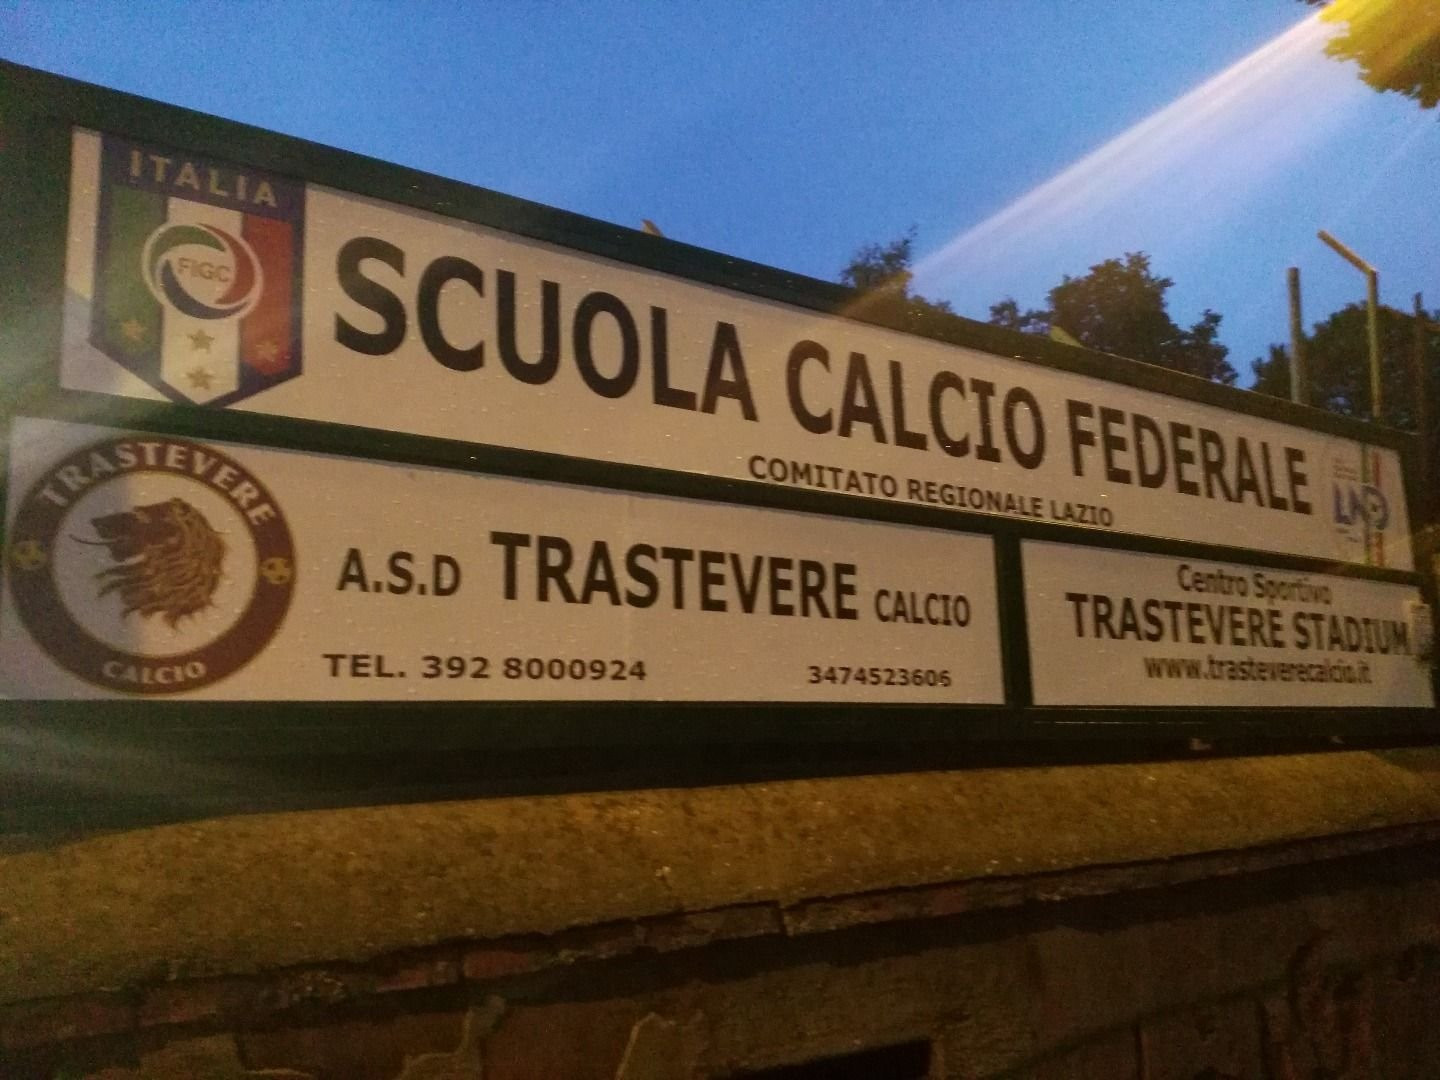 ITALIA
FIGC
SCUOLA CALCIO FEDERALE
COMITATO REGIONALE LAZIO
LND
TRASTEVERE
CALCIO
A.S.D TRASTEVERE CALCIO
TEL. 392 8000924 3474523606
Centro Sportivo
TRASTEVERE STADIUM
www.trasteverecalcio.it